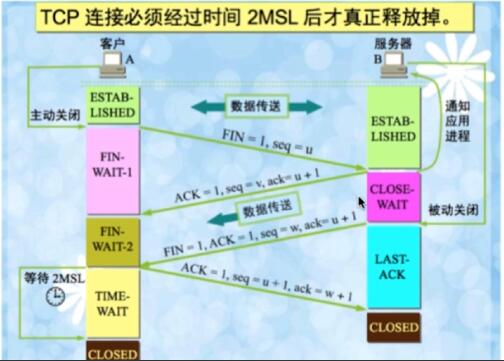 TCP 连接必须经过时间 2MSL 后才真正释放掉。
客户
A
服务器
B
ESTAB-
LISHED
数据传送
ESTAB-
LISHED
通知
应用
进程
主动关闭
FIN = 1, seq = u
FIN-
WAIT-1
ACK = 1, seq = v, ack= u + 1
CLOSE-
WAIT
数据传送
被动关闭
FIN-
WAIT-2
FIN = 1, ACK = 1, seq = w, ack= u + 1
LAST-
ACK
ACK = 1, seq = u + 1, ack = w + 1
等待 2MSL
TIME-
WAIT
CLOSED
CLOSED